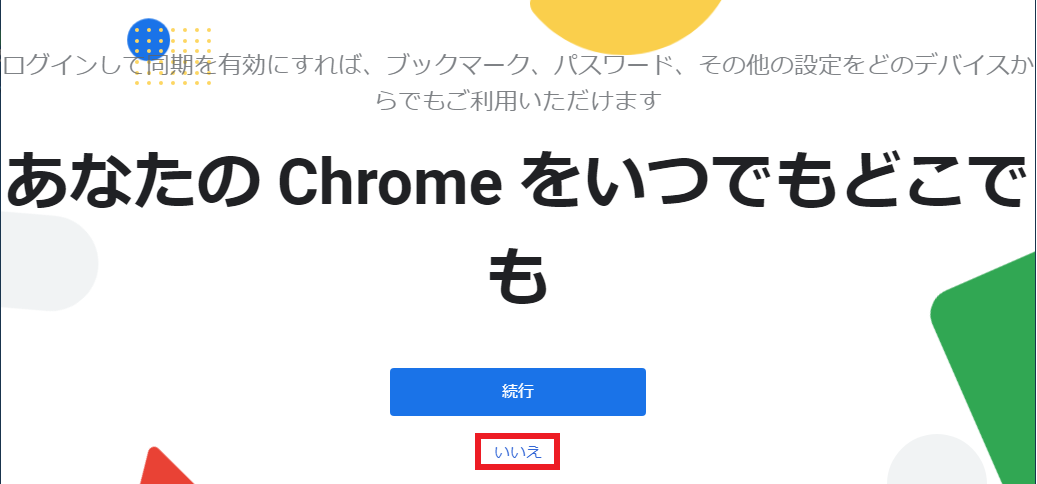 ログインして同期を有効にすれば、ブックマーク、パスワード、その他の設定をどのデバイスか
らでもご利用いただけます
あなたの Chrome をいつでもどこで
も
続行
いいえ